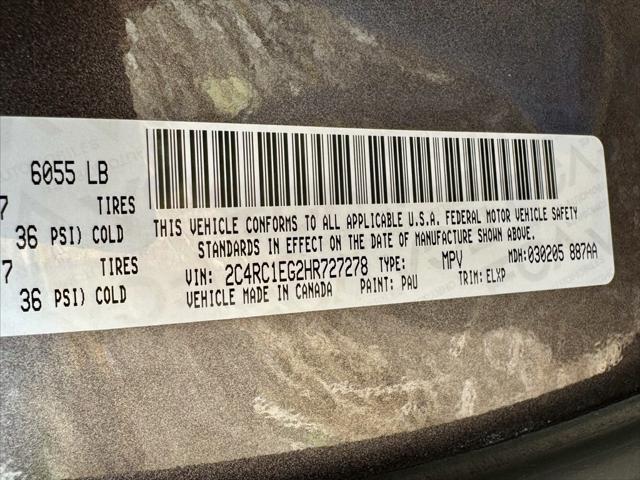 6055 LB
7 TIRES
36 PSI) COLD
7 TIRES
36 PSI) COLD
THIS VEHICLE CONFORMS TO ALL APPLICABLE U.S.A. FEDERAL MOTOR VEHICLE SAFETY
STANDARDS IN EFFECT ON THE DATE OF MANUFACTURE SHOWN ABOVE.
VIN: 2C4RC1EG2HR727278 TYPE: MPV MDH:030205 887AA
VEHICLE MADE IN CANADA PAINT: PAU TRIM: ELXP